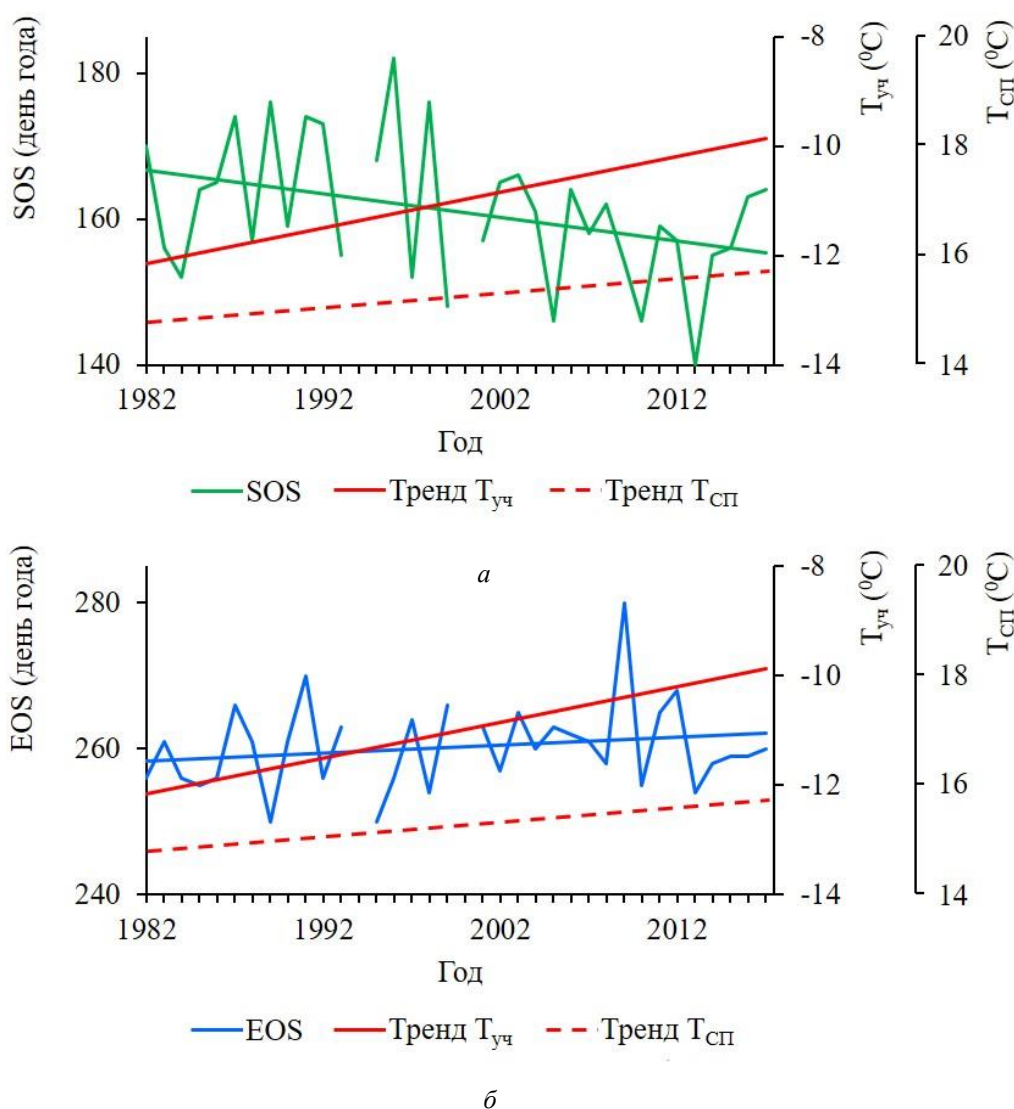 SOS (день года)
180
160
140
-8
-10
-12
-14
Tуч (⁰C)
20
18
16
14
TСП (⁰C)
1982 1992 2002 2012
Год
SOS Тренд Tуч Тренд TСП
а
EOS (день года)
280
260
240
-8
-10
-12
-14
Tуч (⁰C)
20
18
16
14
TСП (⁰C)
1982 1992 2002 2012
Год
EOS Тренд Tуч Тренд TСП
б